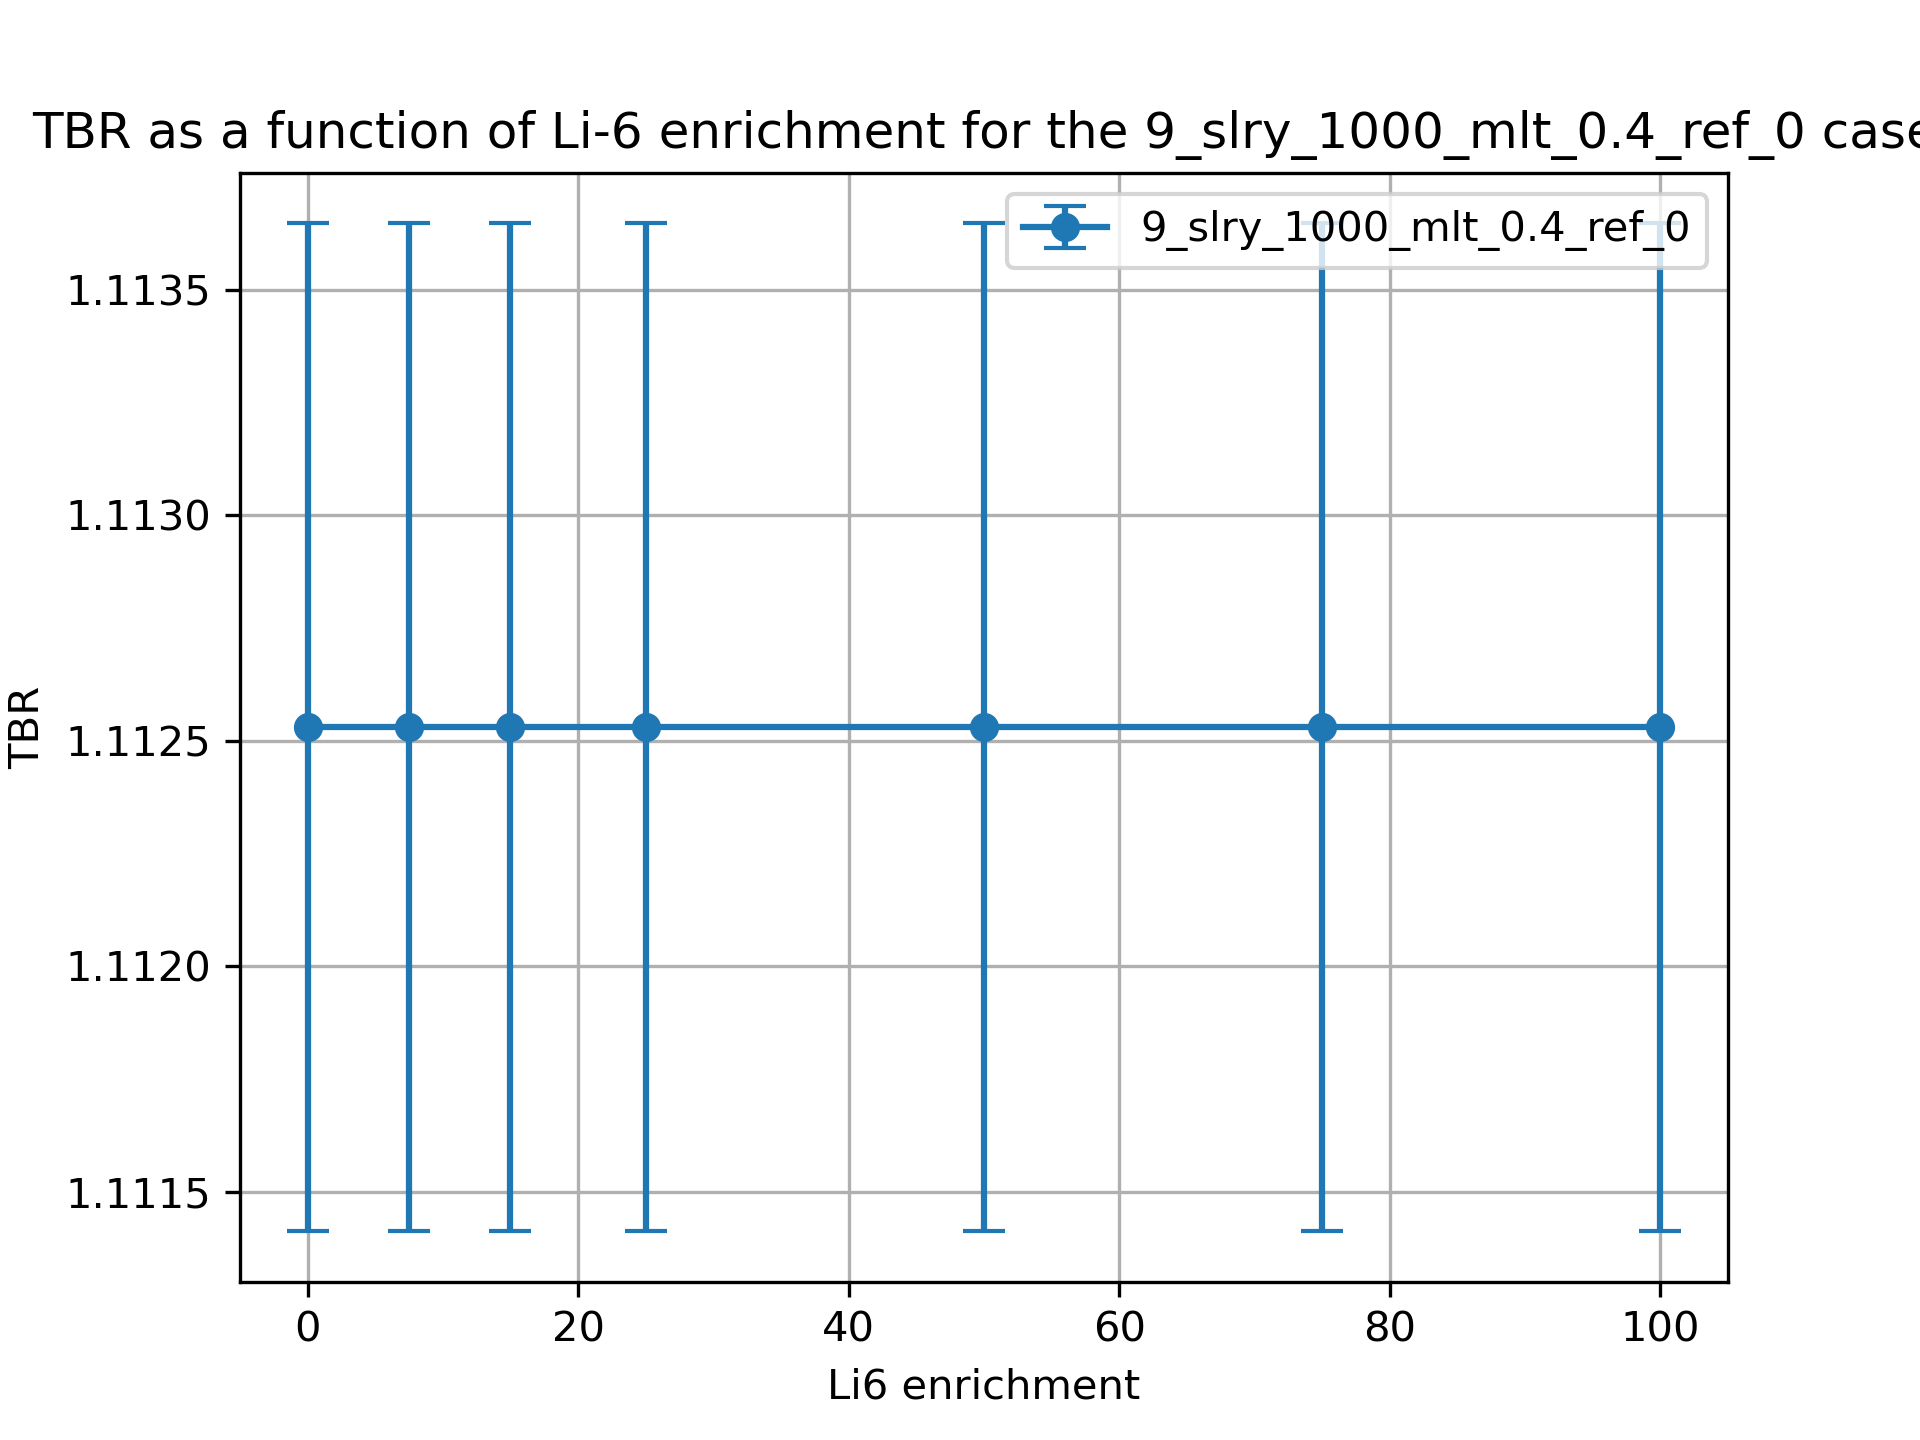 TBR as a function of Li-6 enrichment for the 9_slry_1000_mlt_0.4_ref_0 case
9_slry_1000_mlt_0.4_ref_0
1.1135
1.1130
1.1125
1.1120
1.1115
TBR
0 20 40 60 80 100
Li6 enrichment